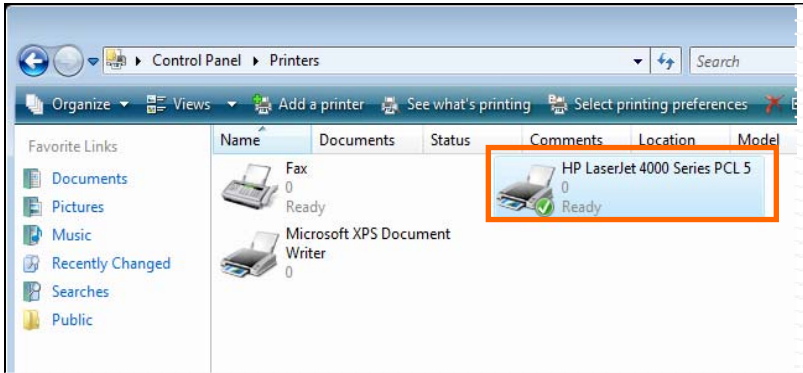 Control Panel Printers Search
Organize Views Add a printer See what's printing Select printing preferences
Favorite Links
Name Documents Status Comments Location Model
Documents
Pictures
Music
Recently Changed
Searches
Public
Fax
0
Ready
HP LaserJet 4000 Series PCL 5
0
Ready
Microsoft XPS Document
Writer
0